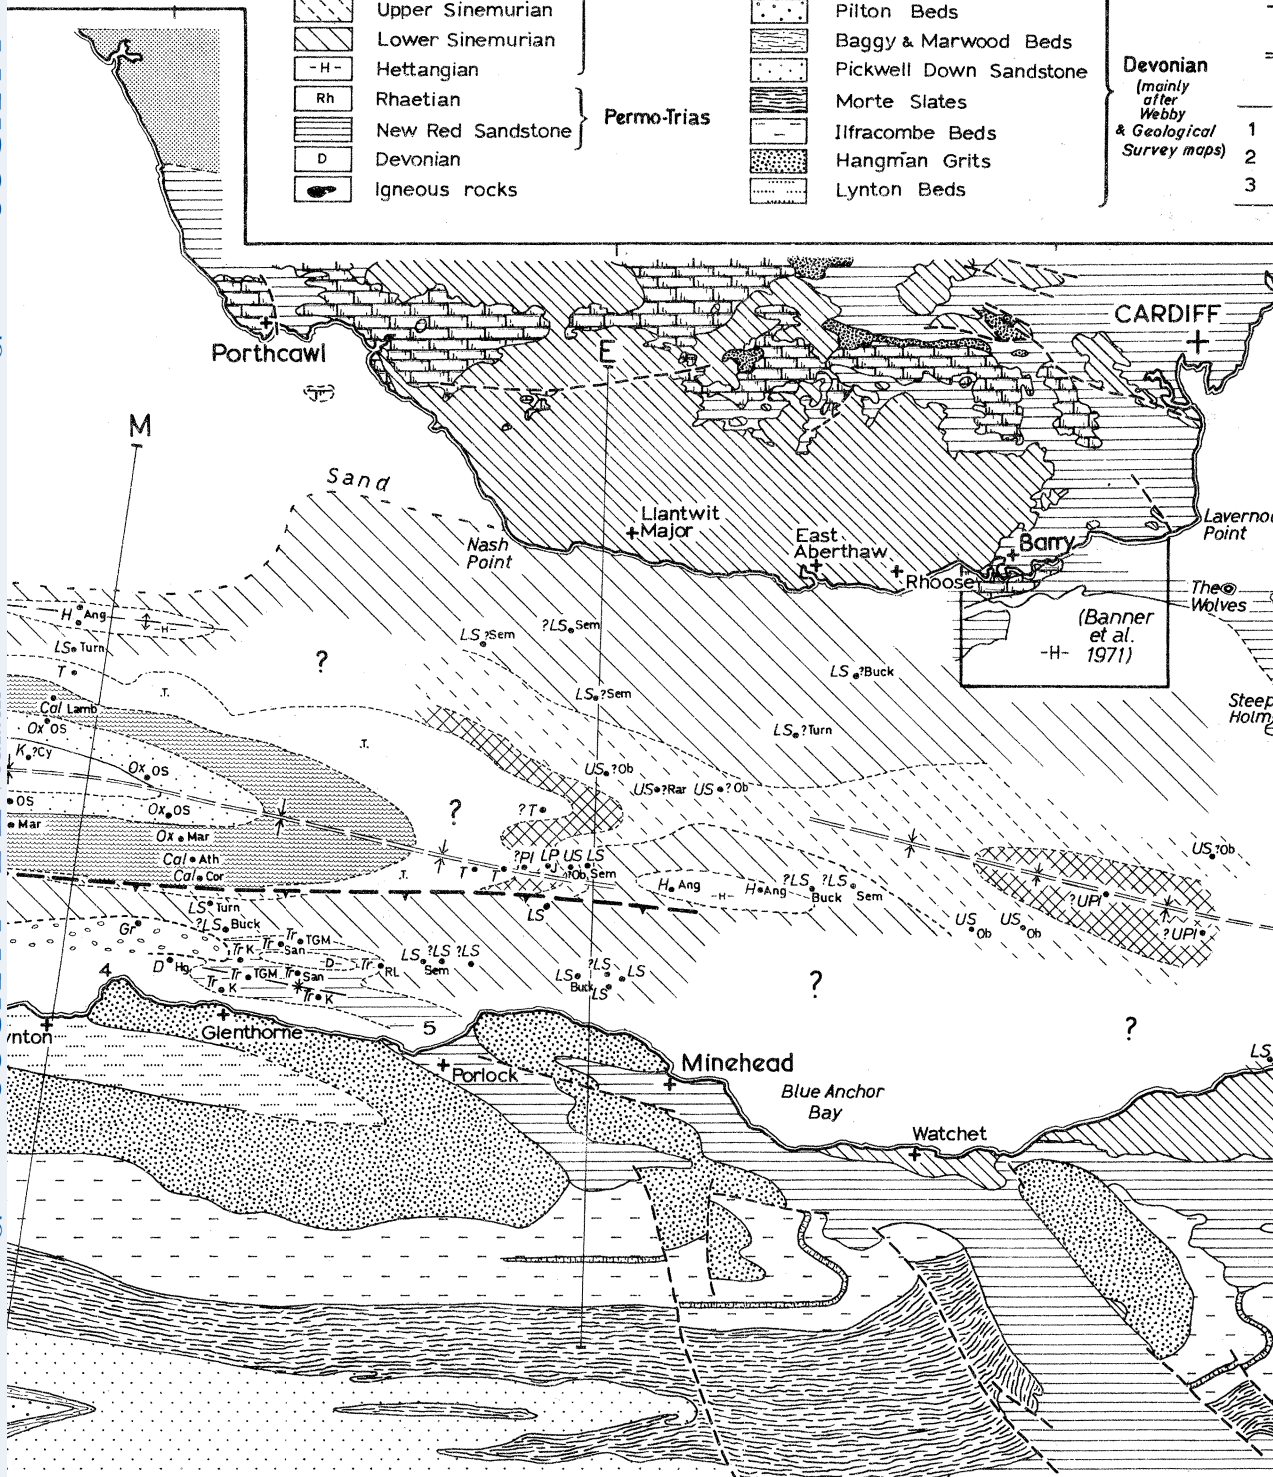 Upper Sinemurian
Lower Sinemurian
-H- Hettangian
Rh Rhaetian
New Red Sandstone
D Devonian
Igneous rocks
Permo-Trias
Pilton Beds
Baggy & Marwood Beds
Pickwell Down Sandstone
Morte Slates
Ilfracombe Beds
Hangman Grits
Lynton Beds
Devonian
(mainly
after
Webby
& Geological
Survey maps)
1
2
3
CARDIFF
Porthcawl
E
M
Sand
Llantwit
Major
Nash
Point
East
Aberthaw
Rhoose
Barry
Laverno
Point
The
Wolves
(Banner
et al.
1971)
-H-
H Ang
-H-
LS Turn
T
.T.
?
LS ?Sem
?LS Sem
LS ?Sem
LS ?Buck
LS ?Turn
Steep
Holm
Cal Lamb
Ox OS
K ?Cy
Ox OS
OS
Ox OS
Mar
Ox Mar
Cal Ath
Cal Cor
.T.
?
US ?Ob
US ?Rar
US ?Ob
?T
?Pl LP US LS
?Ob Sem
T T
.T.
LS
H Ang
-H-
H Ang
?LS ?LS
Buck Sem
US ?Ob
?UPl
?UPl
US
Ob
US
Ob
LS Turn
?LS Buck
Gr
Tr K
Tr San
Tr TGM
D
D Hg
Tr TGM
Tr San
Tr RL
Tr K
Tr K
LS ?LS ?LS
Sem
LS ?LS LS
Buck LS
?
?
LS
4
5
ynton
Glenthorne
Porlock
Minehead
Blue Anchor
Bay
Watchet